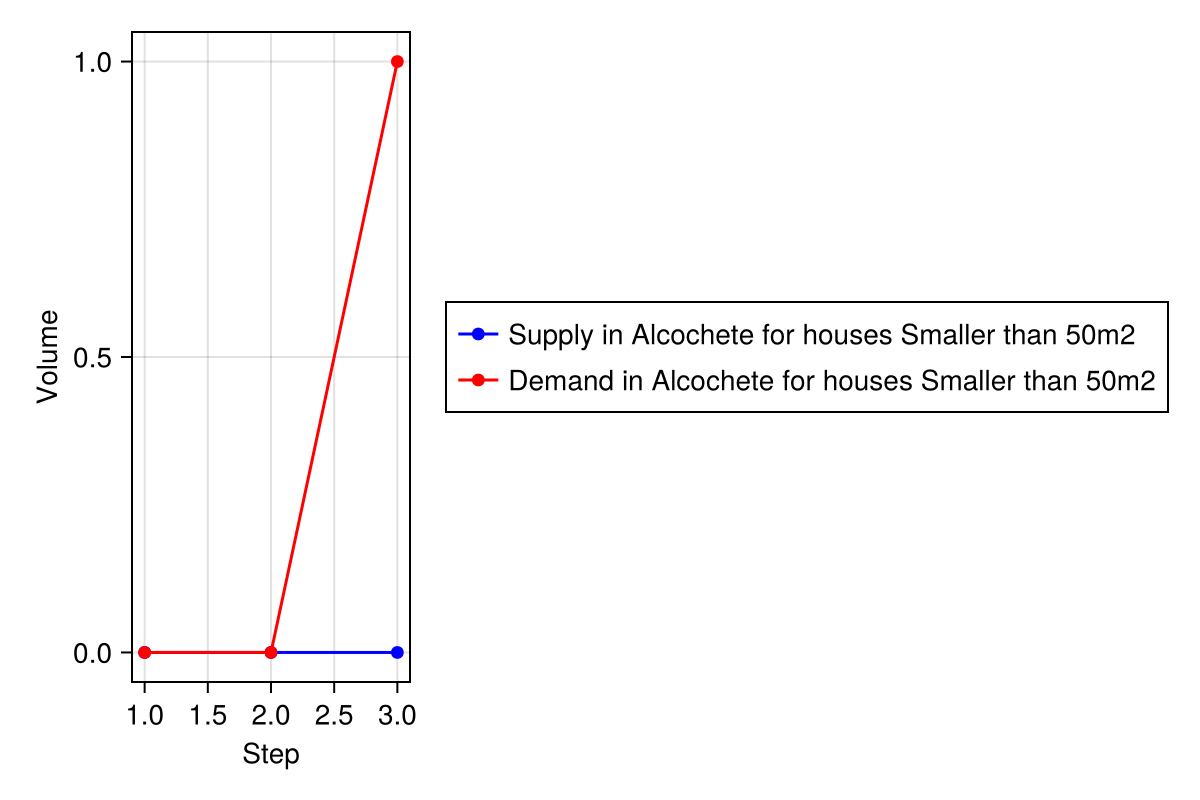 1.0
0.5
0.0
Volume
1.0 1.5 2.0 2.5 3.0
Step
Supply in Alcochete for houses Smaller than 50m2
Demand in Alcochete for houses Smaller than 50m2